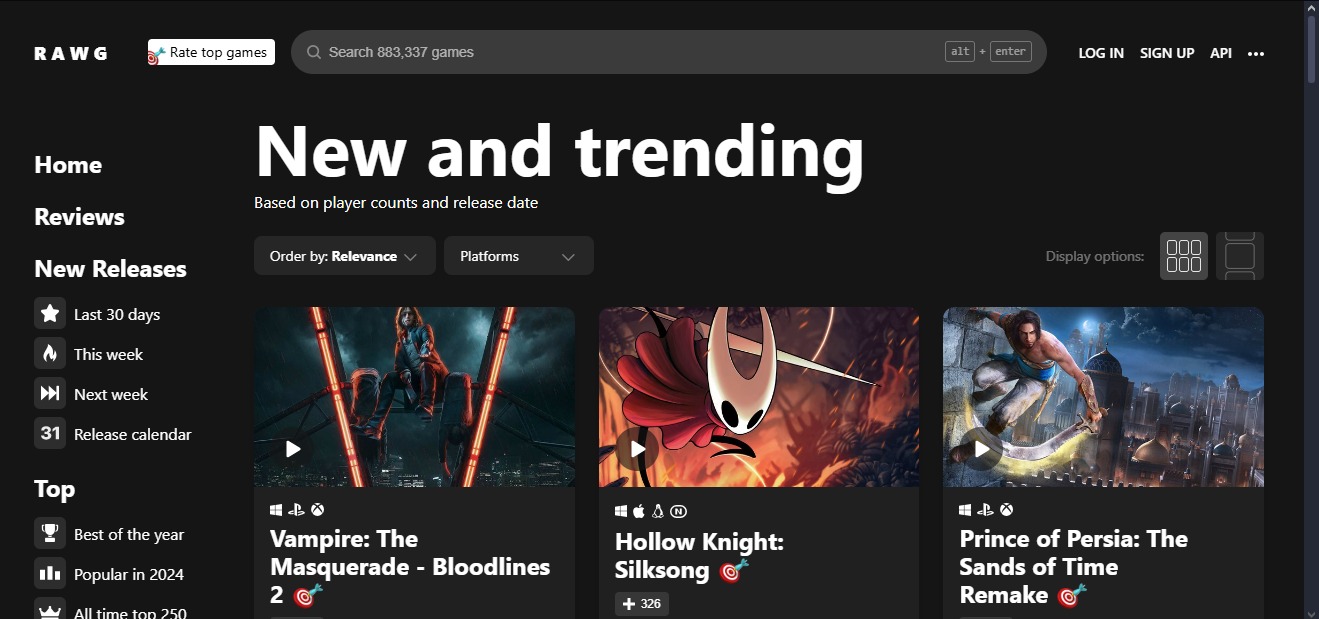 RAWG
Rate top games
Search 883,337 games
alt + enter
LOG IN
SIGN UP
API
Home
Reviews
New Releases
Last 30 days
This week
Next week
31 Release calendar
Top
Best of the year
Popular in 2024
All time top 250
New and trending
Based on player counts and release date
Order by: Relevance
Platforms
Display options:
Vampire: The
Masquerade - Bloodlines
2
Hollow Knight:
Silksong
+ 326
Prince of Persia: The
Sands of Time
Remake